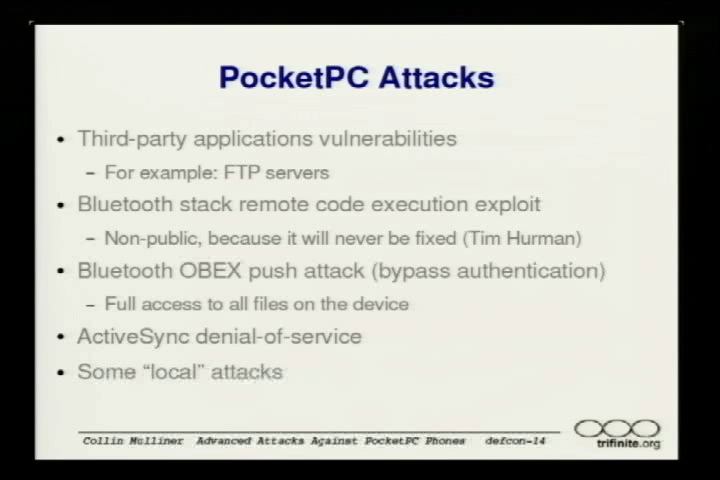 PocketPC Attacks
• Third-party applications vulnerabilities
– For example: FTP servers
• Bluetooth stack remote code execution exploit
– Non-public, because it will never be fixed (Tim Hurman)
• Bluetooth OBEX push attack (bypass authentication)
– Full access to all files on the device
• ActiveSync denial-of-service
• Some “local” attacks
Collin Mulliner Advanced Attacks Against PocketPC Phones defcon-14
trifinite.org